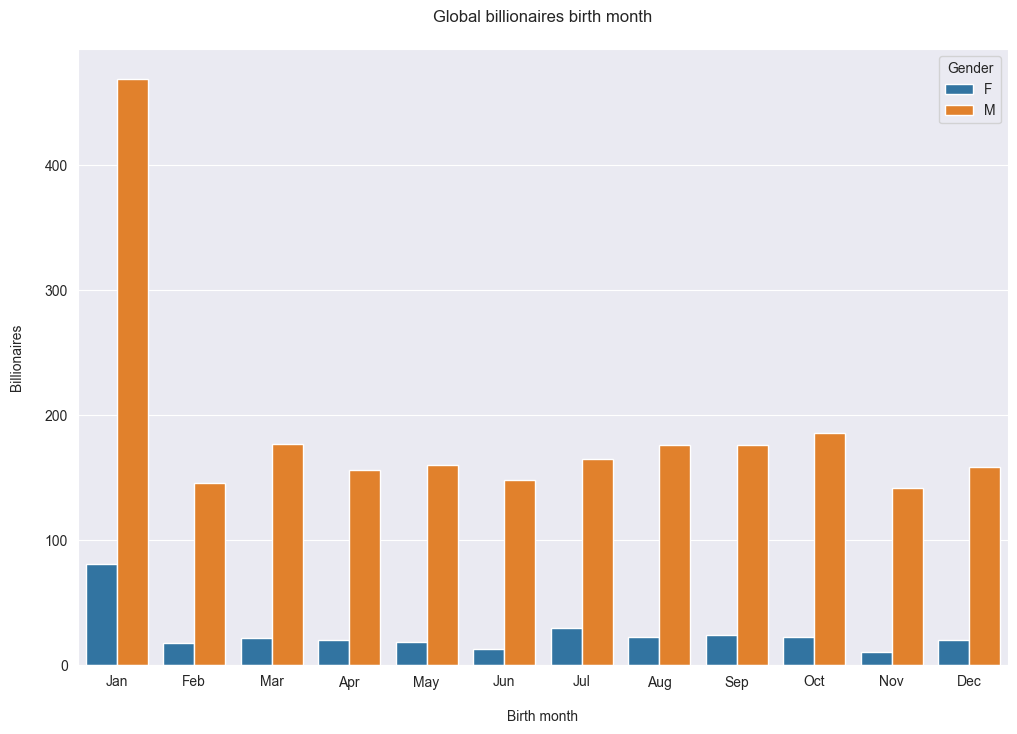 Global billionaires birth month
Gender
F
M
Billionaires
400
300
200
100
0
Jan Feb Mar Apr May Jun Jul Aug Sep Oct Nov Dec
Birth month